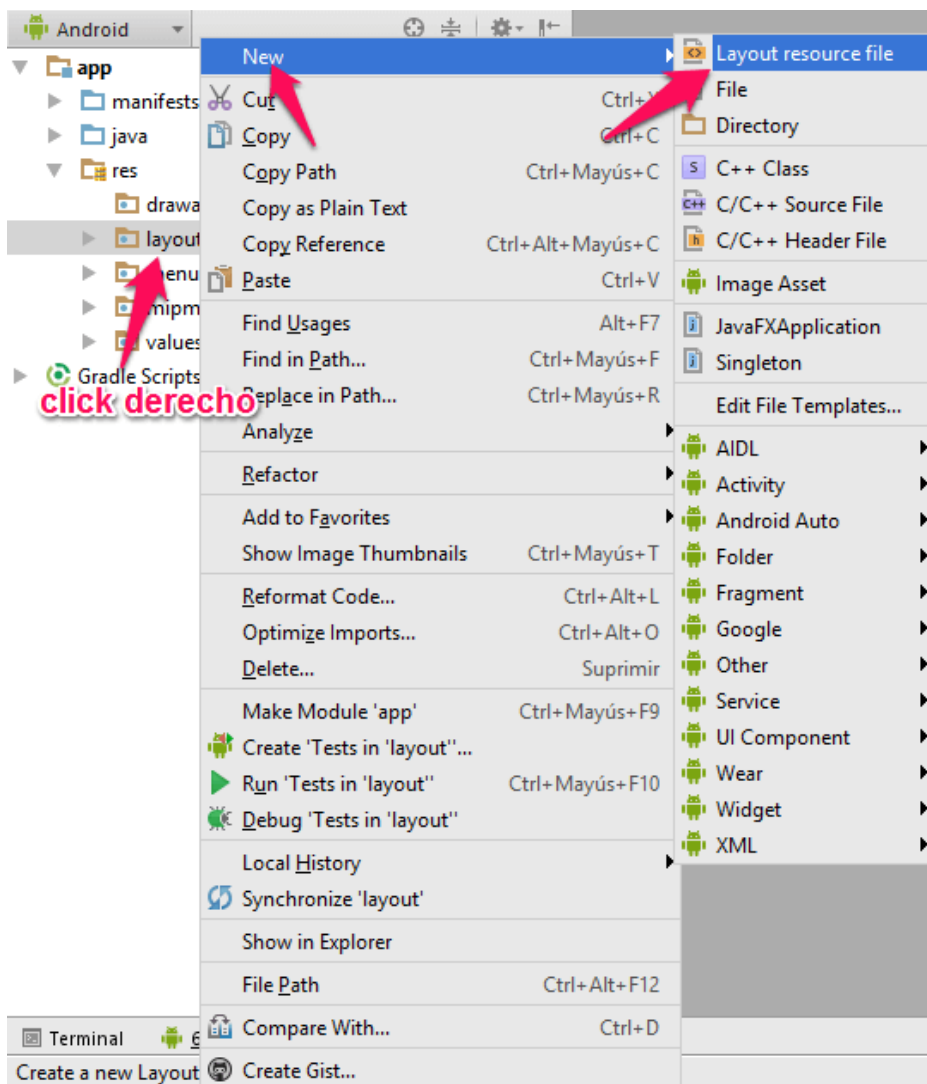 Android
app
manifests
java
res
drawa
layout
menu
mipm
values
Gradle Scripts
click derecho
New
Cut Ctrl+X
Copy Ctrl+C
Copy Path Ctrl+Mayús+C
Copy as Plain Text
Copy Reference Ctrl+Alt+Mayús+C
Paste Ctrl+V
Find Usages Alt+F7
Find in Path... Ctrl+Mayús+F
Replace in Path... Ctrl+Mayús+R
Analyze
Refactor
Add to Favorites
Show Image Thumbnails Ctrl+Mayús+T
Reformat Code... Ctrl+Alt+L
Optimize Imports... Ctrl+Alt+O
Delete... Suprimir
Make Module 'app' Ctrl+Mayús+F9
Create 'Tests in 'layout''...
Run 'Tests in 'layout'' Ctrl+Mayús+F10
Debug 'Tests in 'layout''
Local History
Synchronize 'layout'
Show in Explorer
File Path Ctrl+Alt+F12
Compare With... Ctrl+D
Create Gist...
Layout resource file
File
Directory
S C++ Class
C++ C/C++ Source File
h C/C++ Header File
Image Asset
JavaFXApplication
Singleton
Edit File Templates...
AIDL
Activity
Android Auto
Folder
Fragment
Google
Other
Service
UI Component
Wear
Widget
XML
Terminal 6
Create a new Layout